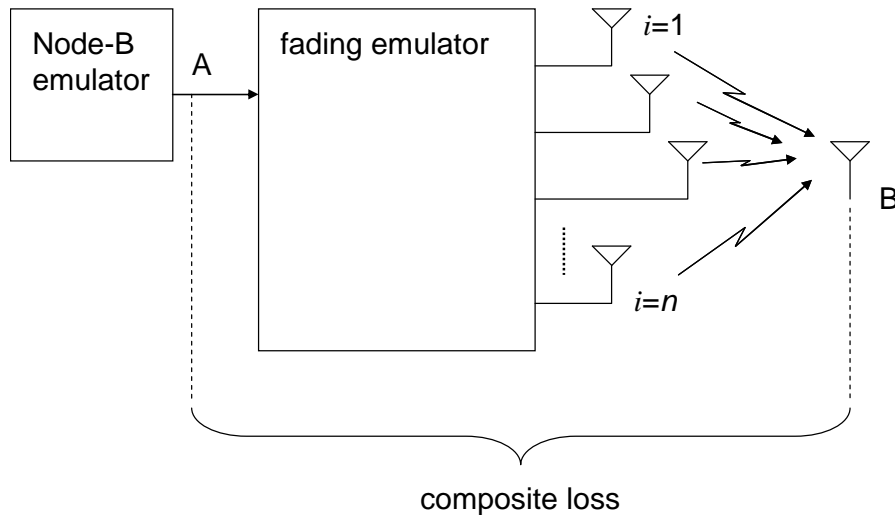 Node-B
emulator
A
fading emulator
i=1
B
i=n
composite loss